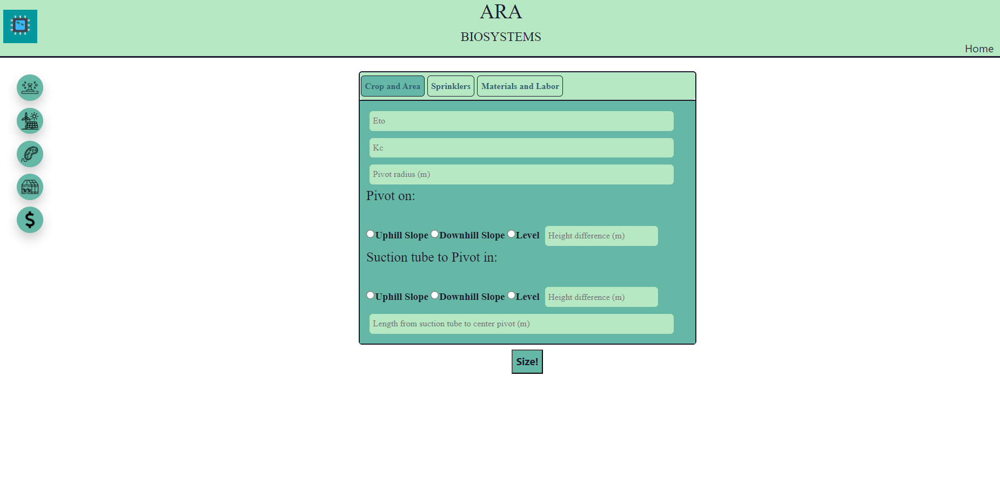 ARA
BIOSYSTEMS
Home
Crop and Area Sprinklers Materials and Labor
Eto
Kc
Pivot radius (m)
Pivot on:
Uphill Slope Downhill Slope Level Height difference (m)
Suction tube to Pivot in:
Uphill Slope Downhill Slope Level Height difference (m)
Length from suction tube to center pivot (m)
Size!